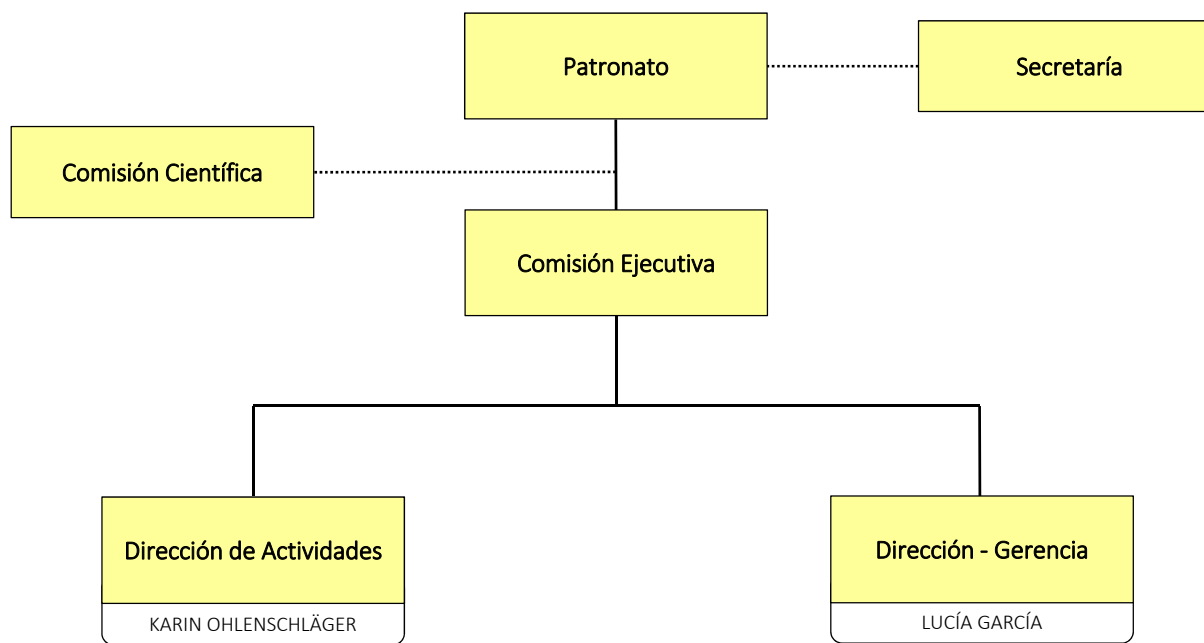 Patronato
Secretaría
Comisión Científica
Comisión Ejecutiva
Dirección de Actividades
KARIN OHLENSCHLÄGER
Dirección - Gerencia
LUCÍA GARCÍA